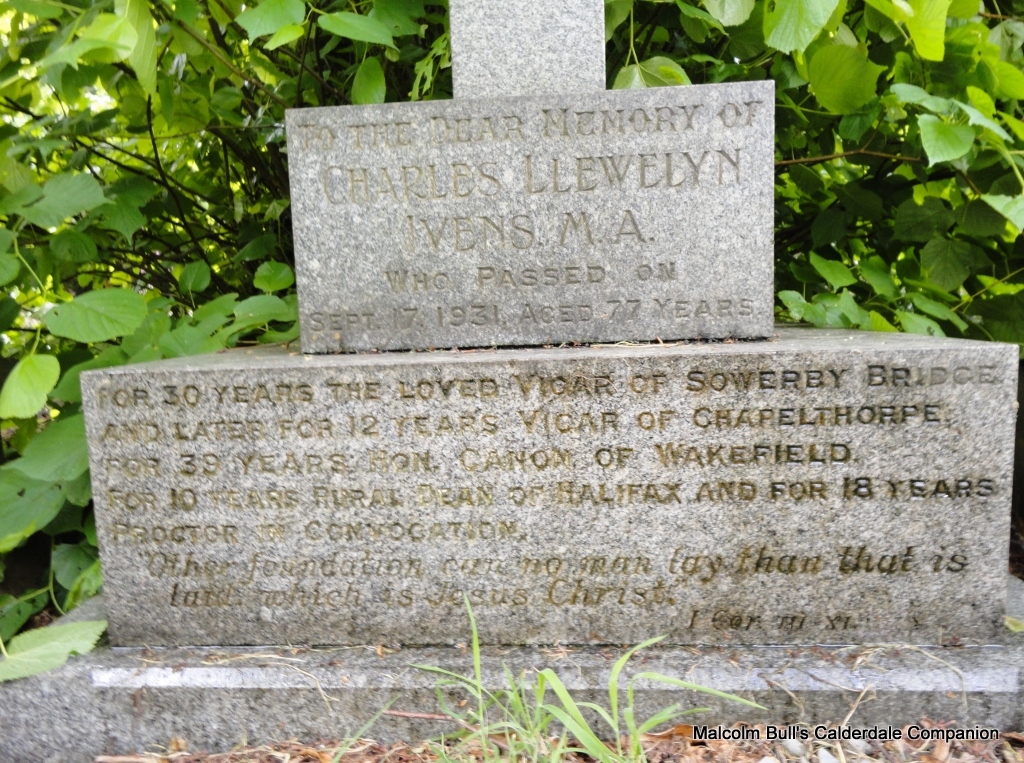 TO THE DEAR MEMORY OF
CHARLES LLEWELYN
IVENS. M. A.
WHO PASSED ON
SEPT. 17, 1931, AGED 77 YEARS.
FOR 30 YEARS THE LOVED VICAR OF SOWERBY BRIDGE
AND LATER FOR 12 YEARS VICAR OF CHAPELTHORPE.
FOR 39 YEARS HON. CANON OF WAKEFIELD.
FOR 10 YEARS RURAL DEAN OF HALIFAX AND FOR 18 YEARS
PROCTOR IN CONVOCATION.
"Other foundation can no man lay than that is
laid, which is Jesus Christ."
I Cor. III. XI.
Malcolm Bull's Calderdale Companion